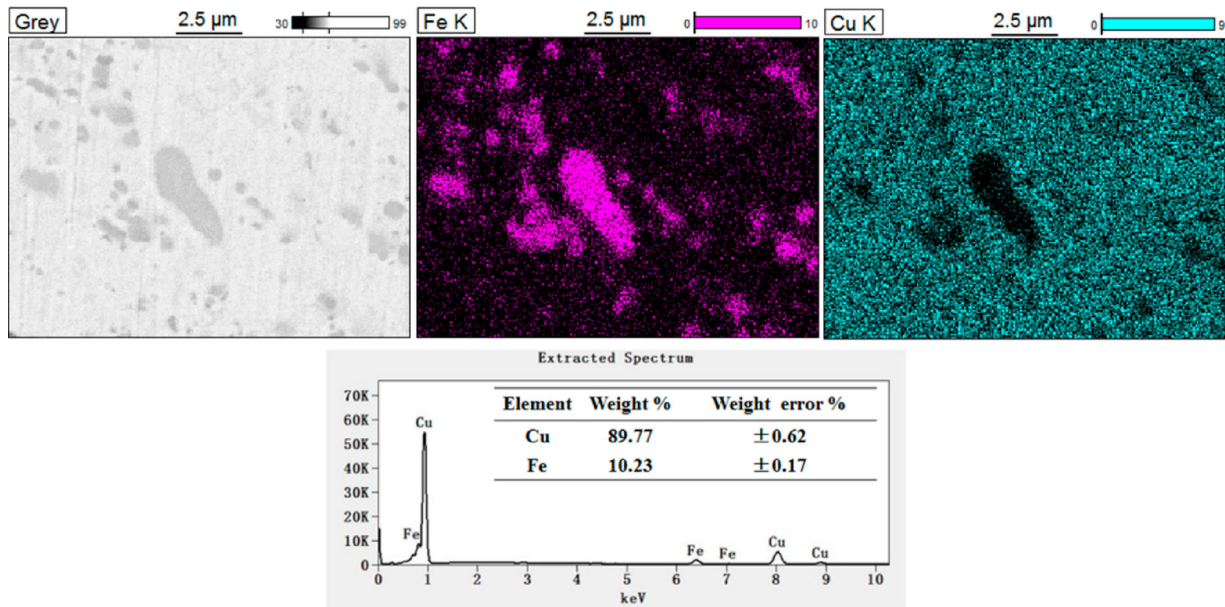 Grey 2.5 μm 30 99
Fe K 2.5 μm 0 10
Cu K 2.5 μm 0 9
Extracted Spectrum
Element Weight % Weight error %
Cu 89.77 ±0.62
Fe 10.23 ±0.17
70K
60K
50K
40K
30K
20K
10K
0
Cu
Fe
Fe
Fe
Cu
Cu
0 1 2 3 4 5 6 7 8 9 10
keV